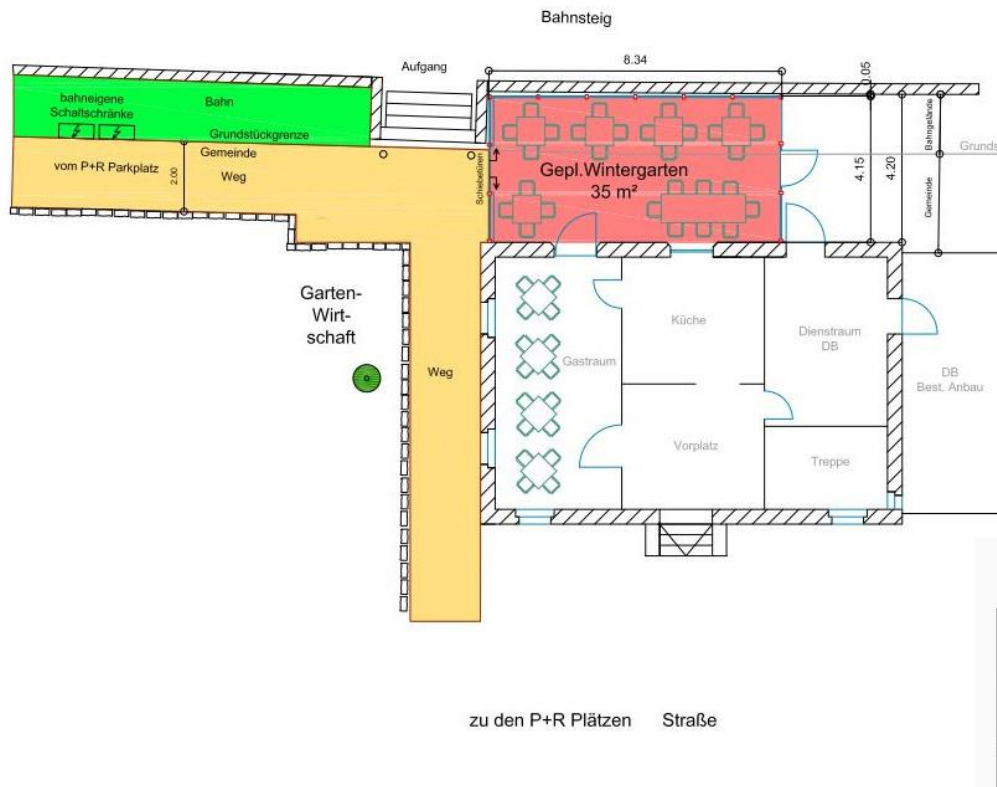 Bahnsteig
8.34
Aufgang
0.05
bahneigene
Schaltschränke
Bahn
Grundstückgrenze
Gemeinde
vom P+R Parkplatz
Weg
2.00
Schiebetüren
Gepl.Wintergarten
35 m²
4.15
4.20
Bahngelände
Gemeinde
Grunds
Garten-
Wirt-
schaft
Weg
Gastraum
Küche
Vorplatz
Dienstraum
DB
Treppe
DB
Best. Anbau
zu den P+R Plätzen Straße